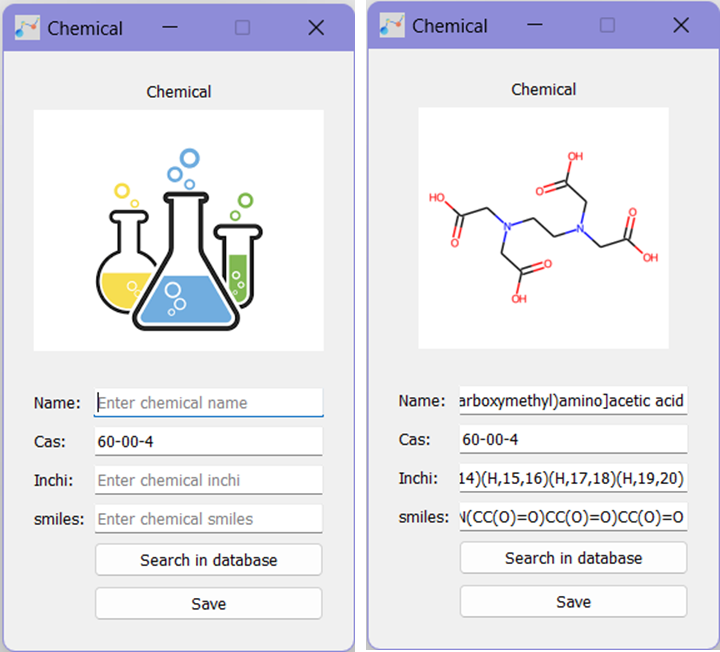 Chemical
Chemical
Name: Enter chemical name
Cas: 60-00-4
Inchi: Enter chemical inchi
smiles: Enter chemical smiles
Search in database
Save
Chemical
Chemical
OH
O
HO
N
O
N
O
O
OH
OH
Name: arboxymethyl)amino]acetic acid
Cas: 60-00-4
Inchi: 14)(H,15,16)(H,17,18)(H,19,20)
smiles: N(CC(O)=O)CC(O)=O)CC(O)=O
Search in database
Save